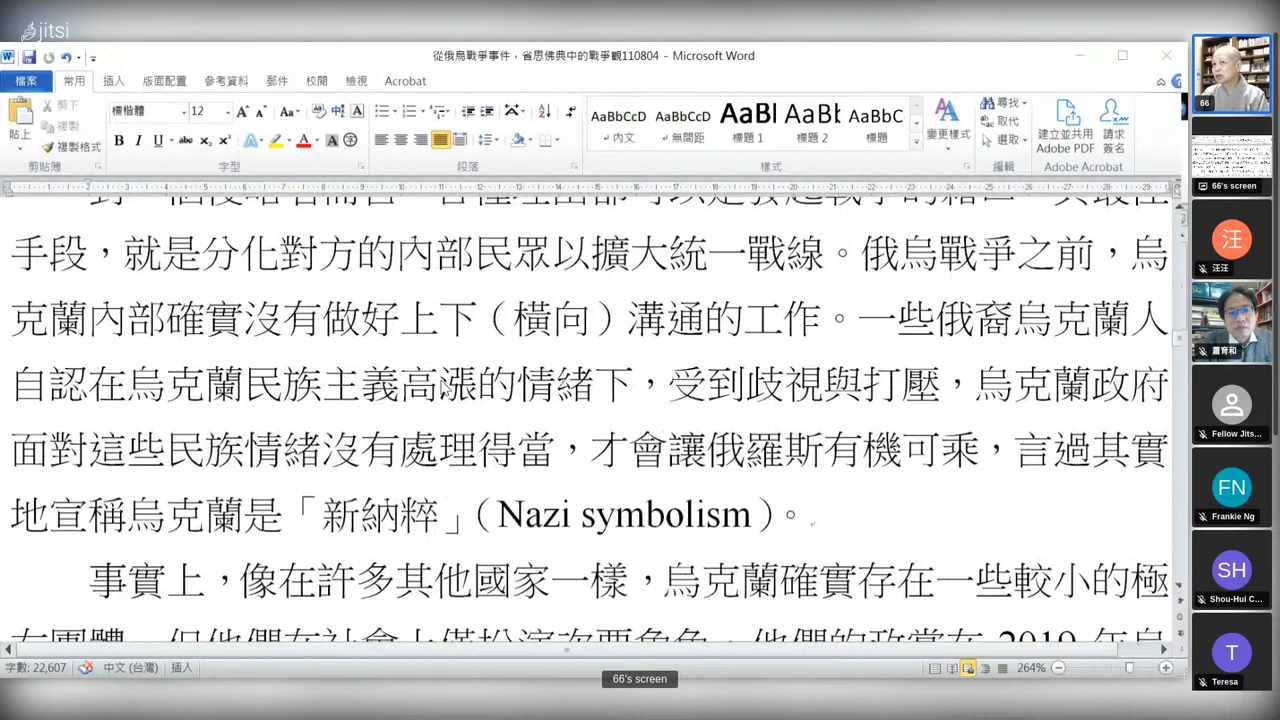 jitsi
從俄烏戰爭事件，省思佛典中的戰爭觀110804 - Microsoft Word
檔案 常用 插入 版面配置 參考資料 郵件 校閱 檢視 Acrobat
標楷體 12
貼上 剪下 複製 複製格式
AaBbCcD AaBbCcD AaBl AaBb AaBbC
內文 無間距 標題 1 標題 2 標題
變更樣式
尋找 取代 選取
建立並共用 Adobe PDF 請求 簽名
剪貼簿 字型 段落 樣式 編輯 Adobe Acrobat
手段，就是分化對方的內部民眾以擴大統一戰線。俄烏戰爭之前，烏
克蘭內部確實沒有做好上下（橫向）溝通的工作。一些俄裔烏克蘭人
自認在烏克蘭民族主義高漲的情緒下，受到歧視與打壓，烏克蘭政府
面對這些民族情緒沒有處理得當，才會讓俄羅斯有機可乘，言過其實
地宣稱烏克蘭是「新納粹」（Nazi symbolism）。
事實上，像在許多其他國家一樣，烏克蘭確實存在一些較小的極
字數: 22,607 中文 (台灣) 插入 264%
66's screen
66
66's screen
汪
汪汪
蕭育和
Fellow Jits...
FN
Frankie Ng
SH
Shou-Hui C...
T
Teresa